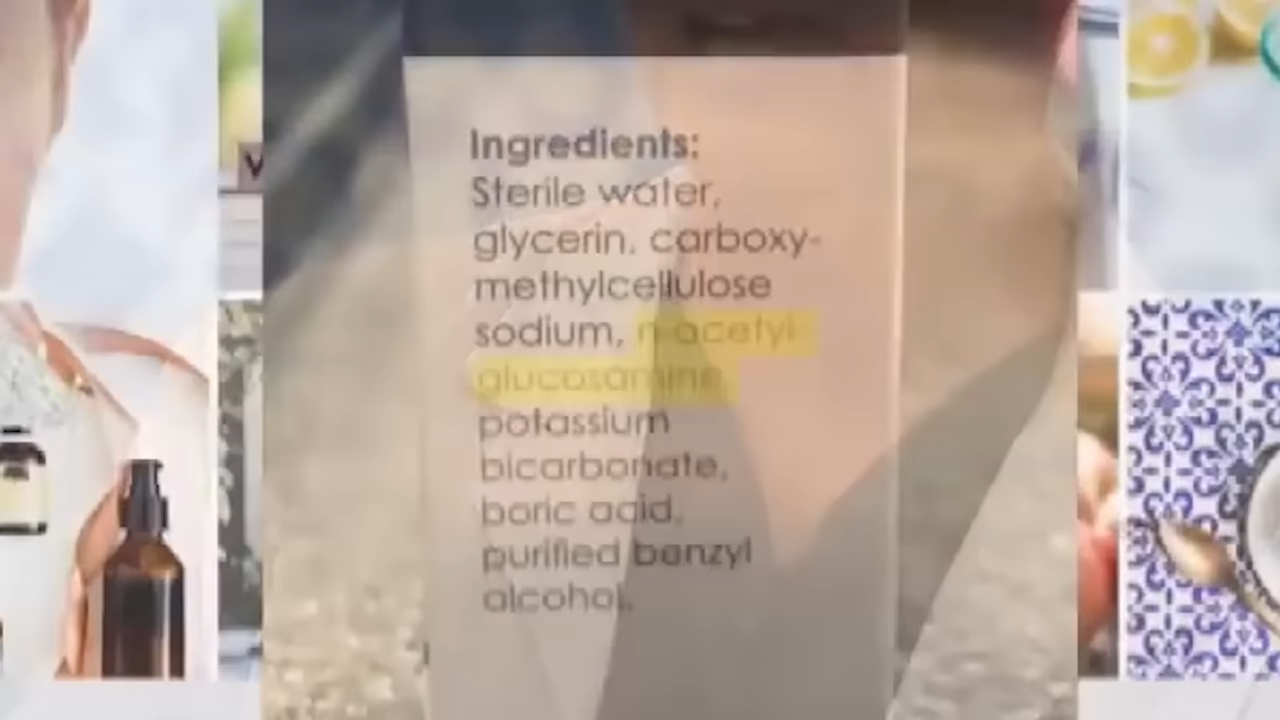 Ingredients:
Sterile water,
glycerin, carboxy-
methylcellulose
sodium, n-acetyl-
glucosamine,
potassium
bicarbonate,
boric acid,
purified benzyl
alcohol.